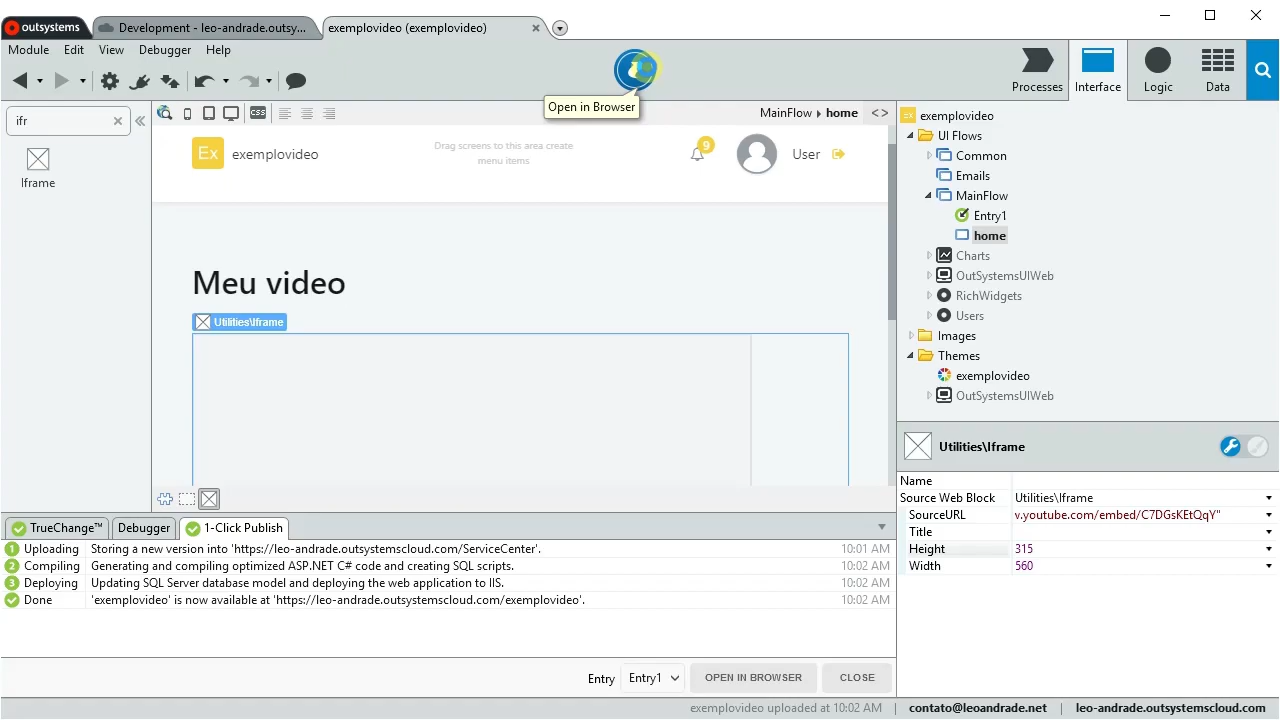 outsystems
Development - leo-andrade.outsy...
exemplovideo (exemplovideo)
Module Edit View Debugger Help
Open in Browser
Processes
Interface
Logic
Data
ifr
Iframe
css
MainFlow home <>
Ex exemplovideo
Drag screens to this area create
menu items
9
User
Meu video
Utilities\Iframe
exemplovideo
UI Flows
Common
Emails
MainFlow
Entry1
home
Charts
OutSystemsUIWeb
RichWidgets
Users
Images
Themes
exemplovideo
OutSystemsUIWeb
Utilities\Iframe
Name
Source Web Block Utilities\Iframe
SourceURL v.youtube.com/embed/C7DGsKEtQqY"
Title
Height 315
Width 560
TrueChange™ Debugger 1-Click Publish
1 Uploading Storing a new version into 'https://leo-andrade.outsystemscloud.com/ServiceCenter'. 10:01 AM
2 Compiling Generating and compiling optimized ASP.NET C# code and creating SQL scripts. 10:02 AM
3 Deploying Updating SQL Server database model and deploying the web application to IIS. 10:02 AM
Done 'exemplovideo' is now available at 'https://leo-andrade.outsystemscloud.com/exemplovideo'. 10:02 AM
Entry Entry1 OPEN IN BROWSER CLOSE
exemplovideo uploaded at 10:02 AM | contato@leoandrade.net | leo-andrade.outsystemscloud.com